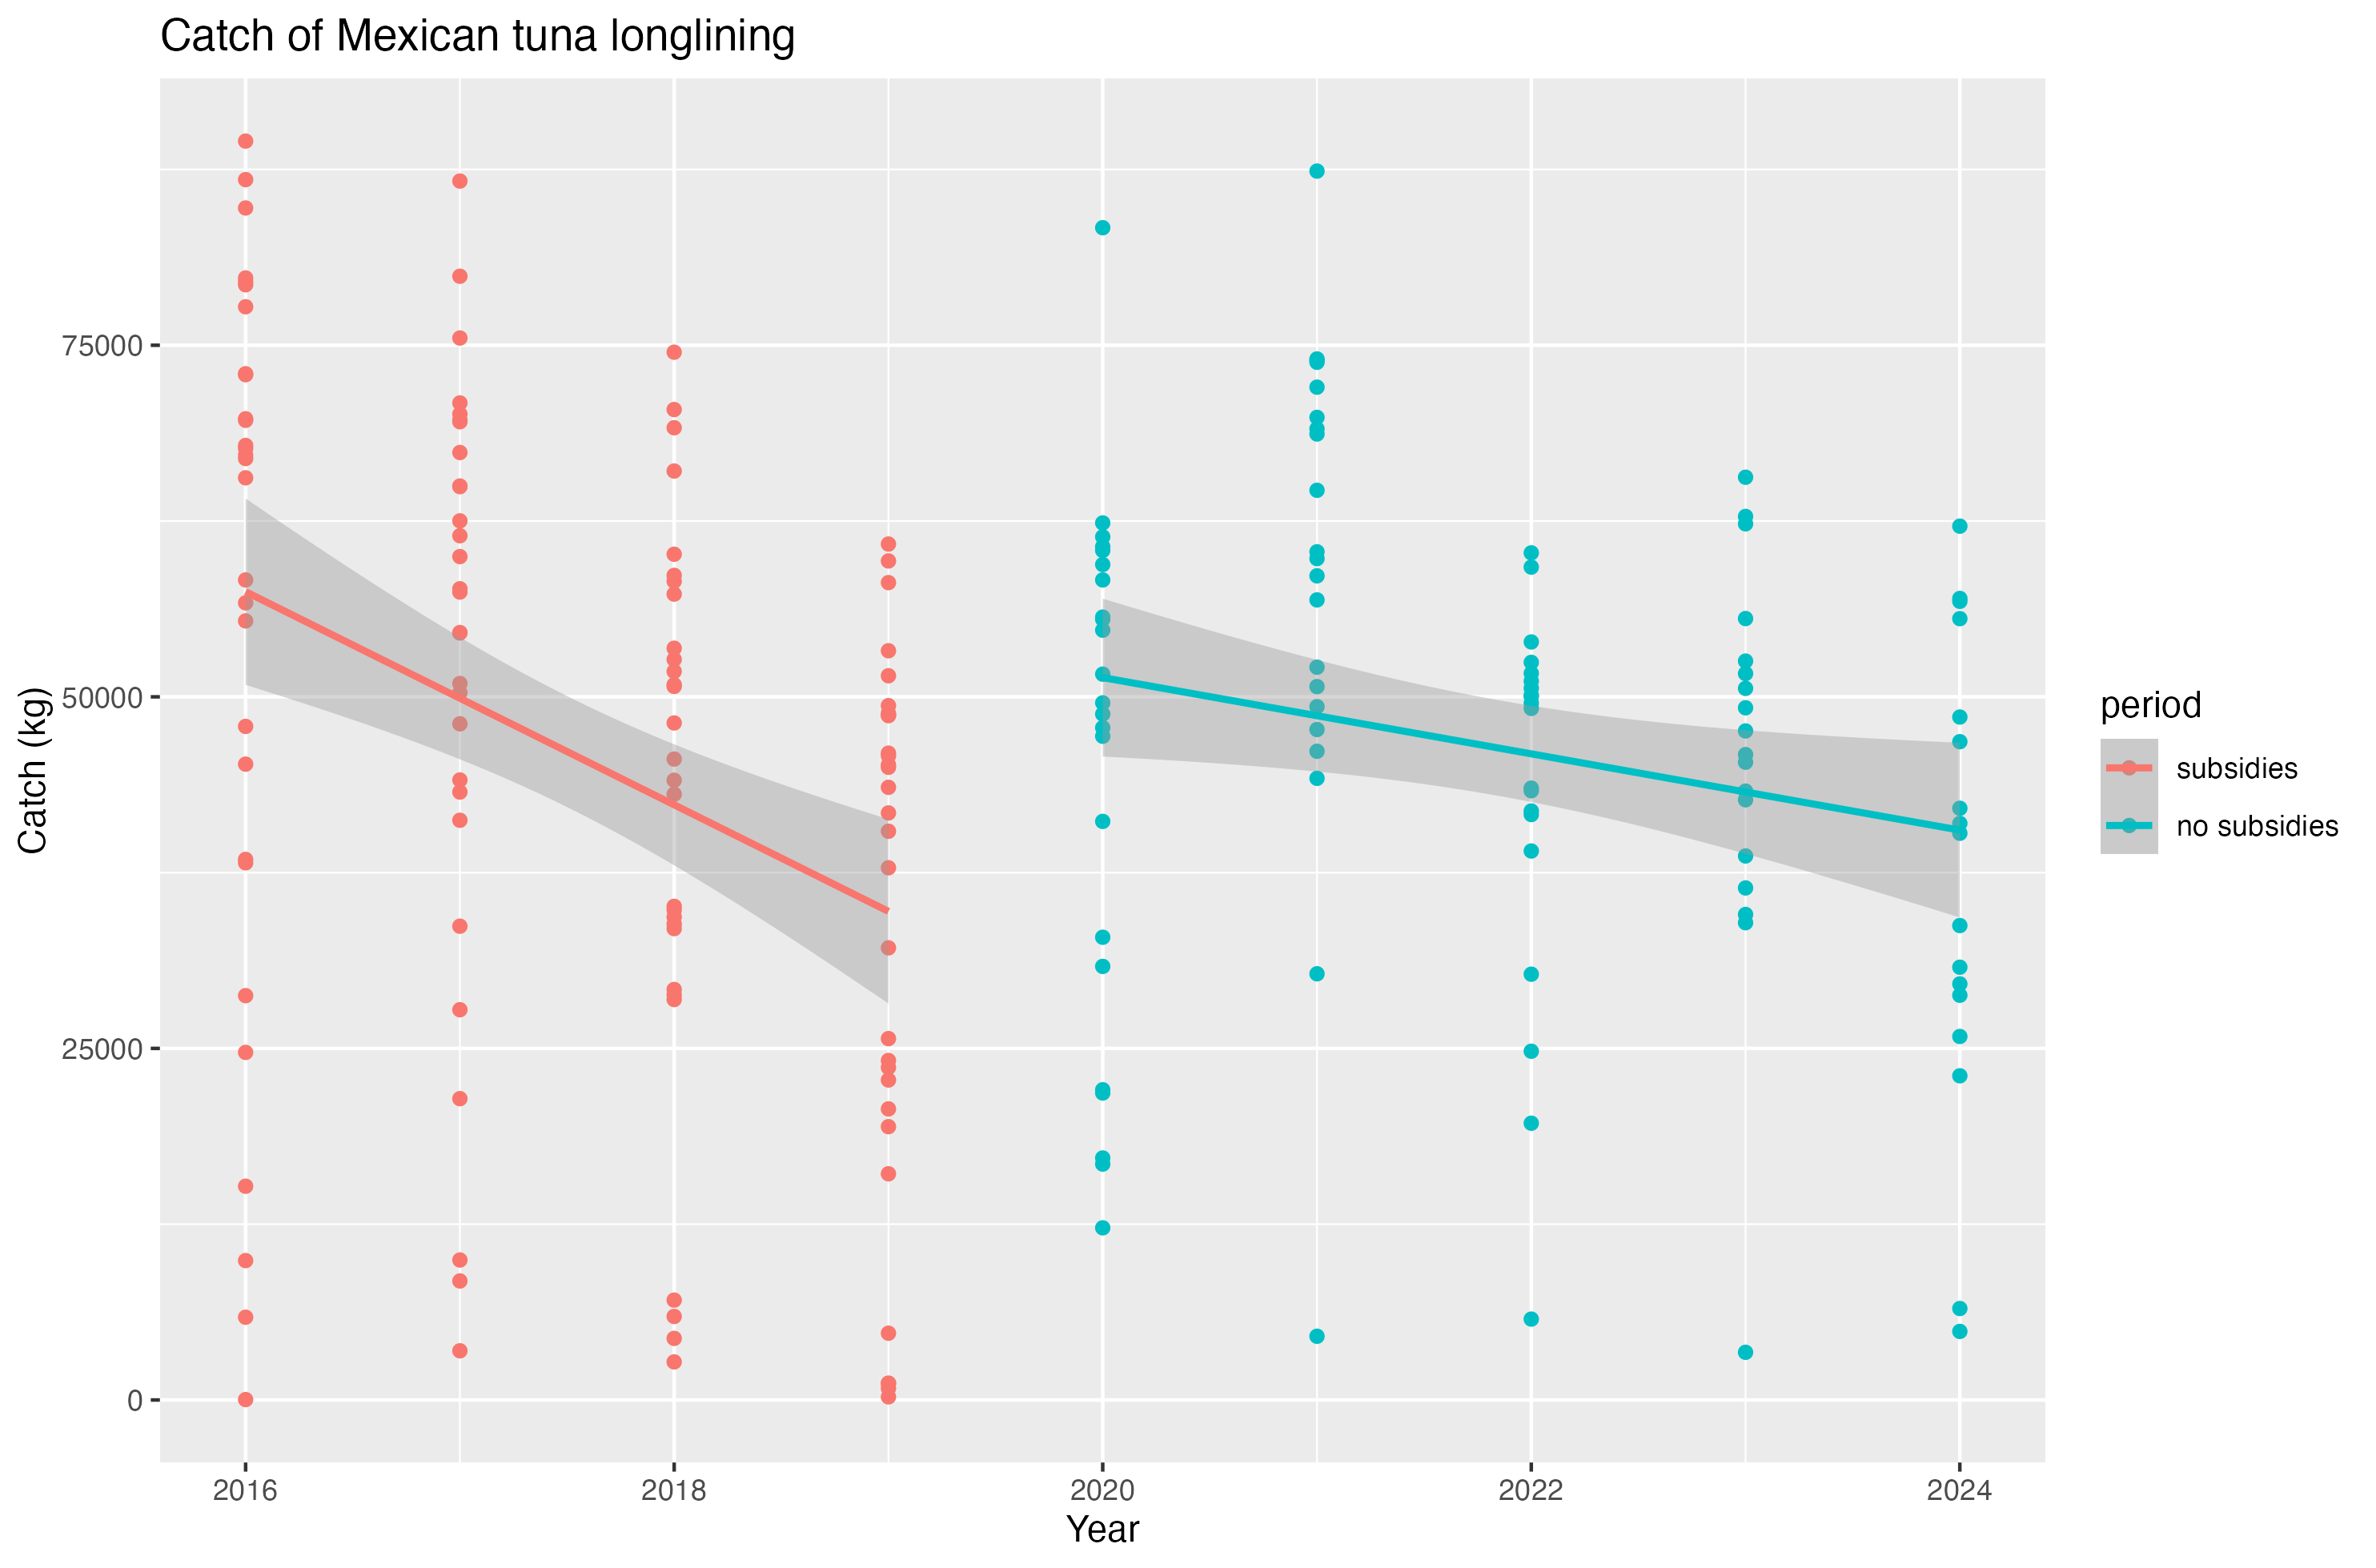 Catch of Mexican tuna longlining
Catch (kg)
75000
50000
25000
0
2016
2018
2020
2022
2024
Year
period
subsidies
no subsidies